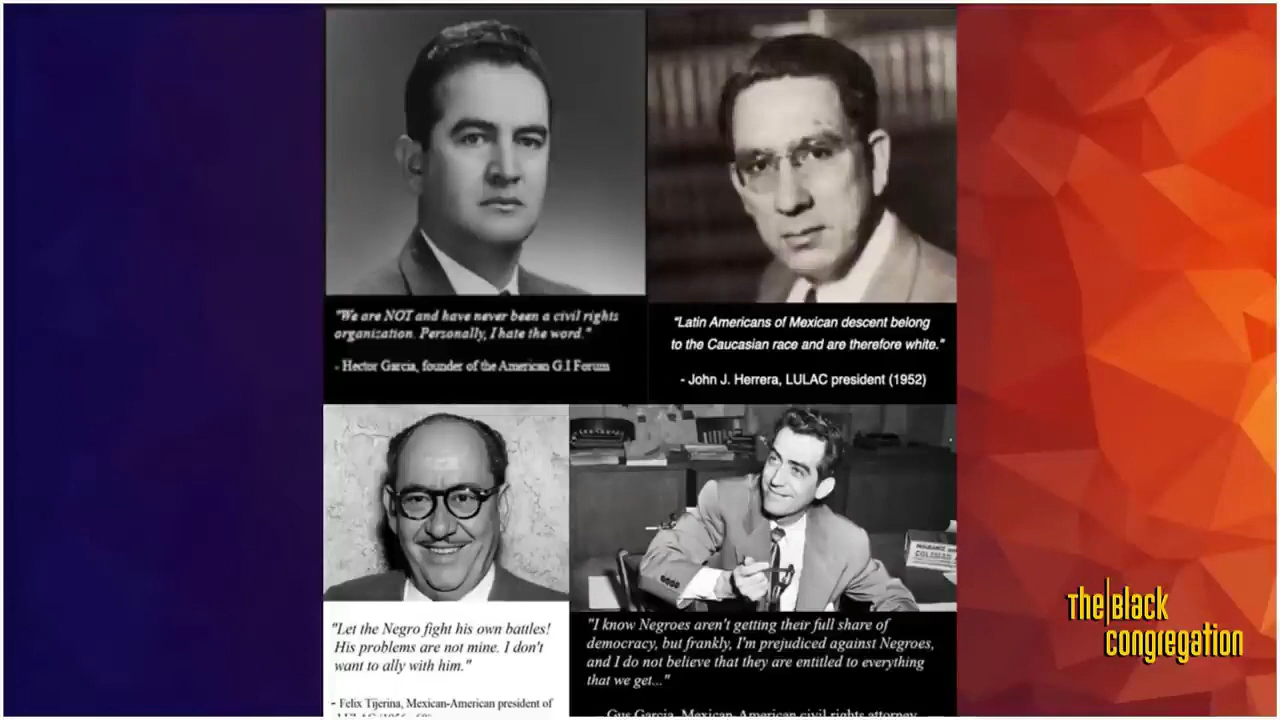 "We are NOT and have never been a civil rights
organization. Personally, I hate the word."
- Hector Garcia, founder of the American G.I Forum
"Latin Americans of Mexican descent belong
to the Caucasian race and are therefore white."
- John J. Herrera, LULAC president (1952)
"Let the Negro fight his own battles!
His problems are not mine. I don't
want to ally with him."
- Felix Tijerina, Mexican-American president of
"I know Negroes aren't getting their full share of
democracy, but frankly, I'm prejudiced against Negroes,
and I do not believe that they are entitled to everything
that we get..."
Gus Garcia, Mexican-American civil rights attorney
The Black
congregation